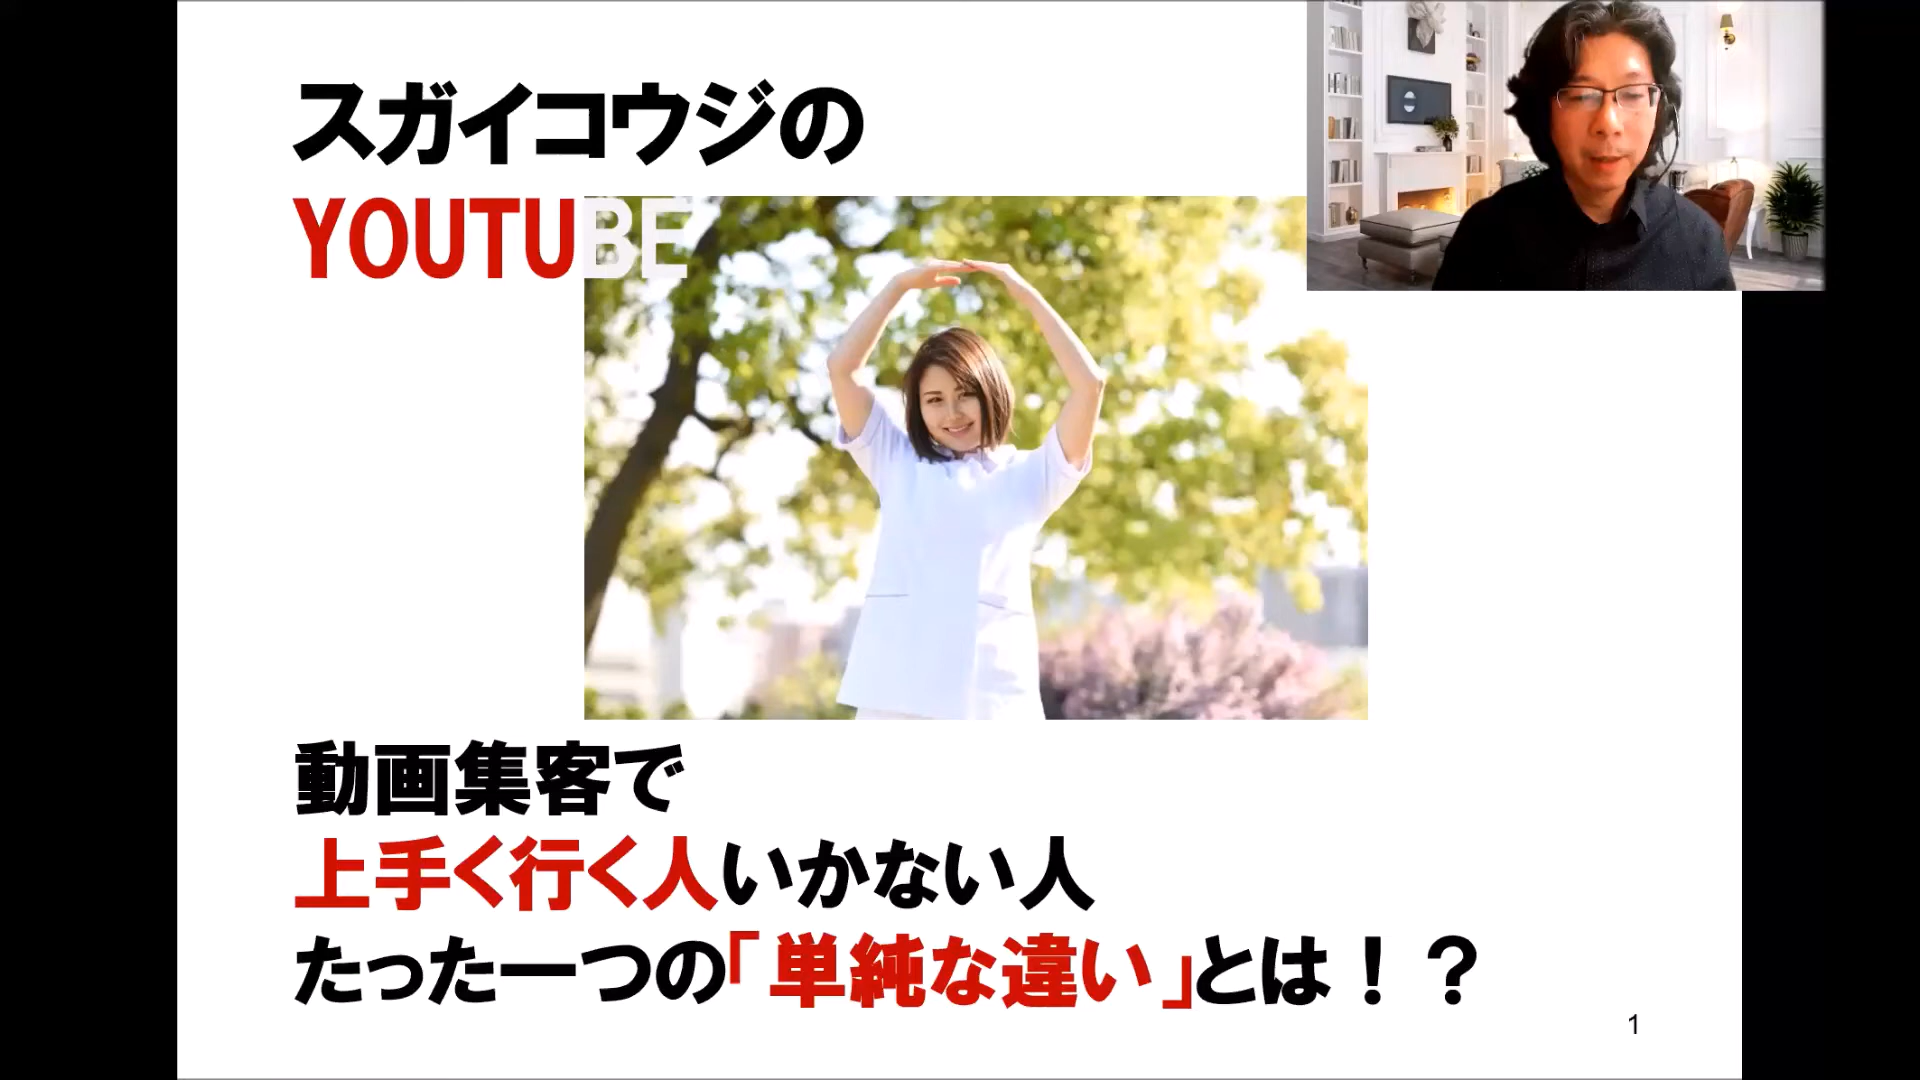 スガイコウジの
YOUTUBE
動画集客で
上手く行く人いかない人
たった一つの「単純な違い」とは！？
1